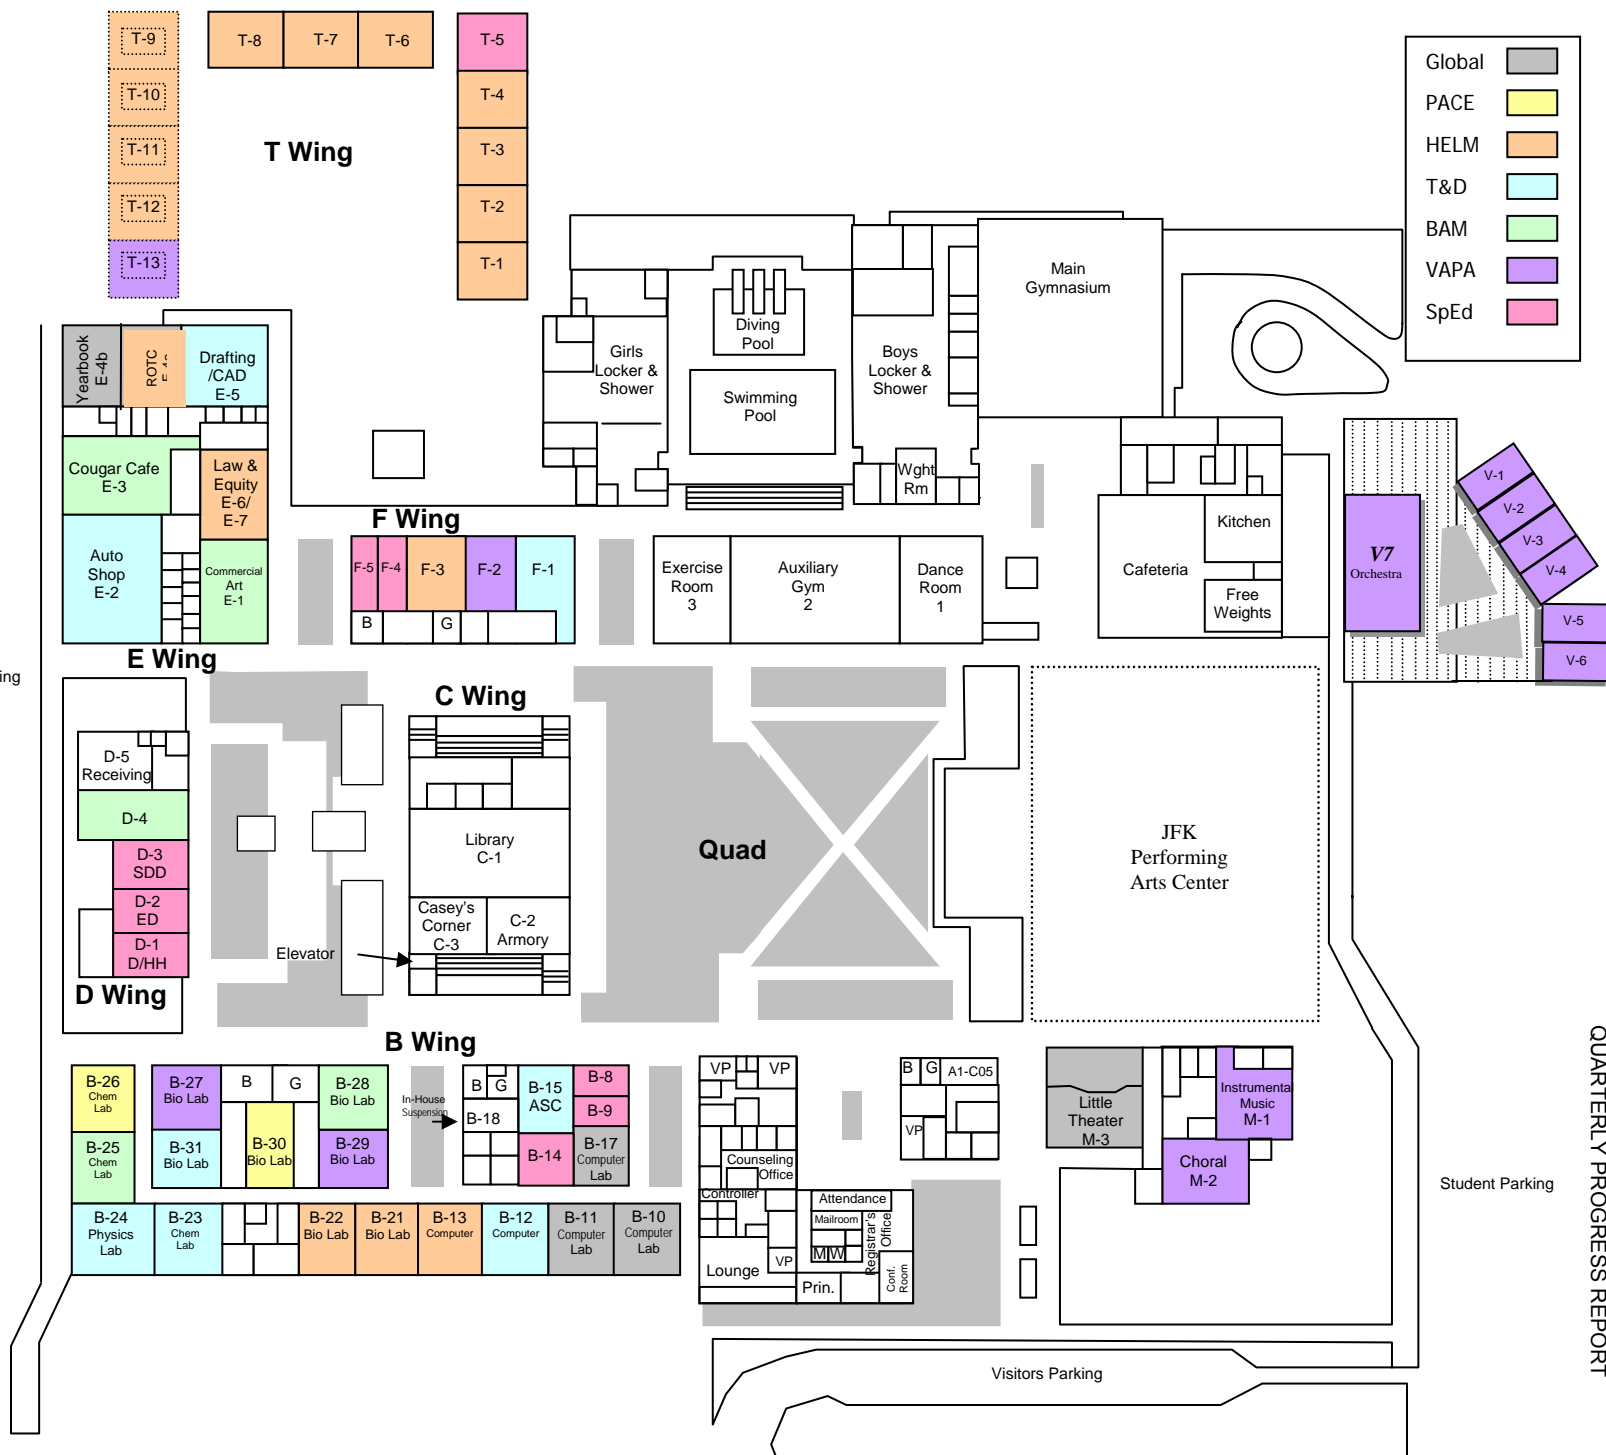 T-9
T-8
T-7
T-6
T-5
T-10
T-4
T-11
T Wing
T-3
T-12
T-2
T-13
T-1
Global
PACE
HELM
T&D
BAM
VAPA
SpEd
Main
Gymnasium
Diving
Pool
Girls
Locker &
Shower
Boys
Locker &
Shower
Swimming
Pool
Wght
Rm
Yearbook
E-4b
ROTC
Drafting
/CAD
E-5
Cougar Cafe
E-3
Law &
Equity
E-6/
E-7
Auto
Shop
E-2
Commercial
Art
E-1
E Wing
F Wing
F-5
F-4
F-3
F-2
F-1
B
G
Exercise
Room
3
Auxiliary
Gym
2
Dance
Room
1
Cafeteria
Kitchen
Free
Weights
V7
Orchestra
V-1
V-2
V-3
V-4
V-5
V-6
ing
D-5
Receiving
D-4
D-3
SDD
D-2
ED
D-1
D/HH
D Wing
Elevator
C Wing
Library
C-1
Casey's
Corner
C-3
C-2
Armory
Quad
JFK
Performing
Arts Center
B Wing
B-26
Chem
Lab
B-27
Bio Lab
B
G
B-28
Bio Lab
B-25
Chem
Lab
B-31
Bio Lab
B-30
Bio Lab
B-29
Bio Lab
In-House
Suspension
B
G
B-18
B-15
ASC
B-8
B-9
B-14
B-17
Computer
Lab
B-24
Physics
Lab
B-23
Chem
Lab
B-22
Bio Lab
B-21
Bio Lab
B-13
Computer
B-12
Computer
B-11
Computer
Lab
B-10
Computer
Lab
VP
VP
Counseling
Office
Controller
Lounge
VP
Attendance
Mailroom
M
W
Registrar's
Office
Prin.
Conf.
Room
B
G
A1-C05
VP
Little
Theater
M-3
Instrumenta
Music
M-1
Choral
M-2
Student Parking
Visitors Parking
QUARTERLY PROGRESS REPORT